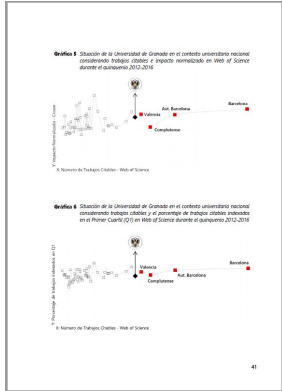 Gráfico 5 Situación de la Universidad de Granada en el contexto universitario nacional
considerando trabajos citables e impacto normalizado en Web of Science
durante el quinquenio 2012-2016
Barcelona
Aut. Barcelona
Valencia
Complutense
Y: Impacto Normalizado - Crown
X: Número de Trabajos Citables - Web of Science
Gráfico 6 Situación de la Universidad de Granada en el contexto universitario nacional
considerando trabajos citables y el porcentaje de trabajos citables indexados
en el Primer Cuartil (Q1) en Web of Science durante el quinquenio 2012-2016
Barcelona
Valencia
Aut. Barcelona
Complutense
Y: Porcentaje de trabajos indexados en Q1
X: Número de Trabajos Citables - Web of Science
41